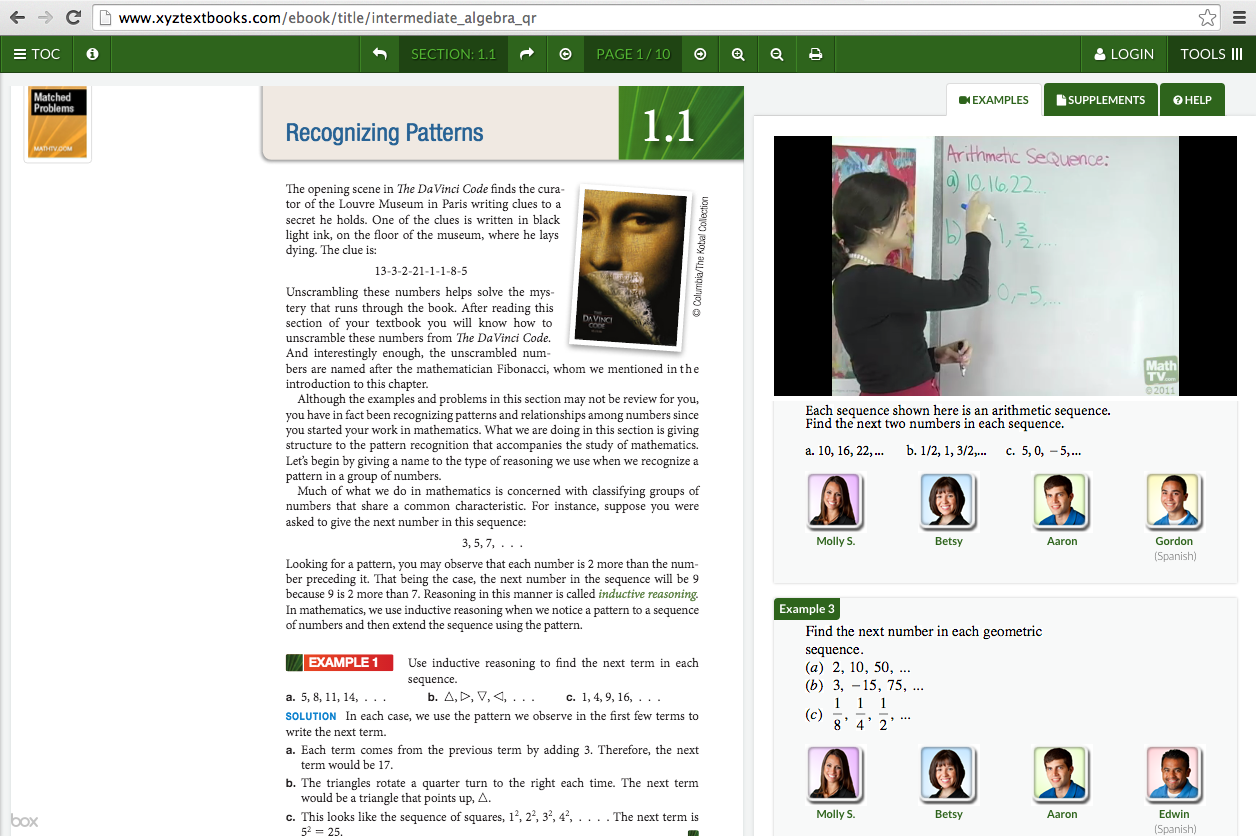 www.xyztextbooks.com/ebook/title/intermediate_algebra_qr
TOC
SECTION: 1.1
PAGE 1 / 10
LOGIN
TOOLS
Matched
Problems
MATHTV.COM
Recognizing Patterns
1.1
The opening scene in The DaVinci Code finds the cura-
tor of the Louvre Museum in Paris writing clues to a
secret he holds. One of the clues is written in black
light ink, on the floor of the museum, where he lays
dying. The clue is:
13-3-2-21-1-1-8-5
Unscrambling these numbers helps solve the mys-
tery that runs through the book. After reading this
section of your textbook you will know how to
unscramble these numbers from The DaVinci Code.
And interestingly enough, the unscrambled num-
bers are named after the mathematician Fibonacci, whom we mentioned in the
introduction to this chapter.
THE
DA VINCI
CODE
© Columbia/The Kobal Collection
Although the examples and problems in this section may not be review for you,
you have in fact been recognizing patterns and relationships among numbers since
you started your work in mathematics. What we are doing in this section is giving
structure to the pattern recognition that accompanies the study of mathematics.
Let's begin by giving a name to the type of reasoning we use when we recognize a
pattern in a group of numbers.
Much of what we do in mathematics is concerned with classifying groups of
numbers that share a common characteristic. For instance, suppose you were
asked to give the next number in this sequence:
3, 5, 7, . . .
Looking for a pattern, you may observe that each number is 2 more than the num-
ber preceding it. That being the case, the next number in the sequence will be 9
because 9 is 2 more than 7. Reasoning in this manner is called inductive reasoning.
In mathematics, we use inductive reasoning when we notice a pattern to a sequence
of numbers and then extend the sequence using the pattern.
EXAMPLE 1 Use inductive reasoning to find the next term in each
sequence.
a. 5, 8, 11, 14, . . . b. △, ▷, ▽, ◁, . . . c. 1, 4, 9, 16, . . .
SOLUTION In each case, we use the pattern we observe in the first few terms to
write the next term.
a. Each term comes from the previous term by adding 3. Therefore, the next
term would be 17.
b. The triangles rotate a quarter turn to the right each time. The next term
would be a triangle that points up, △.
c. This looks like the sequence of squares, 1², 2², 3², 4², . . . . The next term is
5² = 25.
box
EXAMPLES
SUPPLEMENTS
HELP
Arithmetic Sequence:
a) 10, 16, 22...
b) 1, 3/2, ...
0, -5, ...
Math
TV.com
©2011
Each sequence shown here is an arithmetic sequence.
Find the next two numbers in each sequence.
a. 10, 16, 22,... b. 1/2, 1, 3/2,... c. 5, 0, −5,...
Molly S. Betsy Aaron Gordon
(Spanish)
Example 3
Find the next number in each geometric
sequence.
(a) 2, 10, 50, ...
(b) 3, −15, 75, ...
(c) 1/8, 1/4, 1/2, ...
Molly S. Betsy Aaron Edwin
(Spanish)